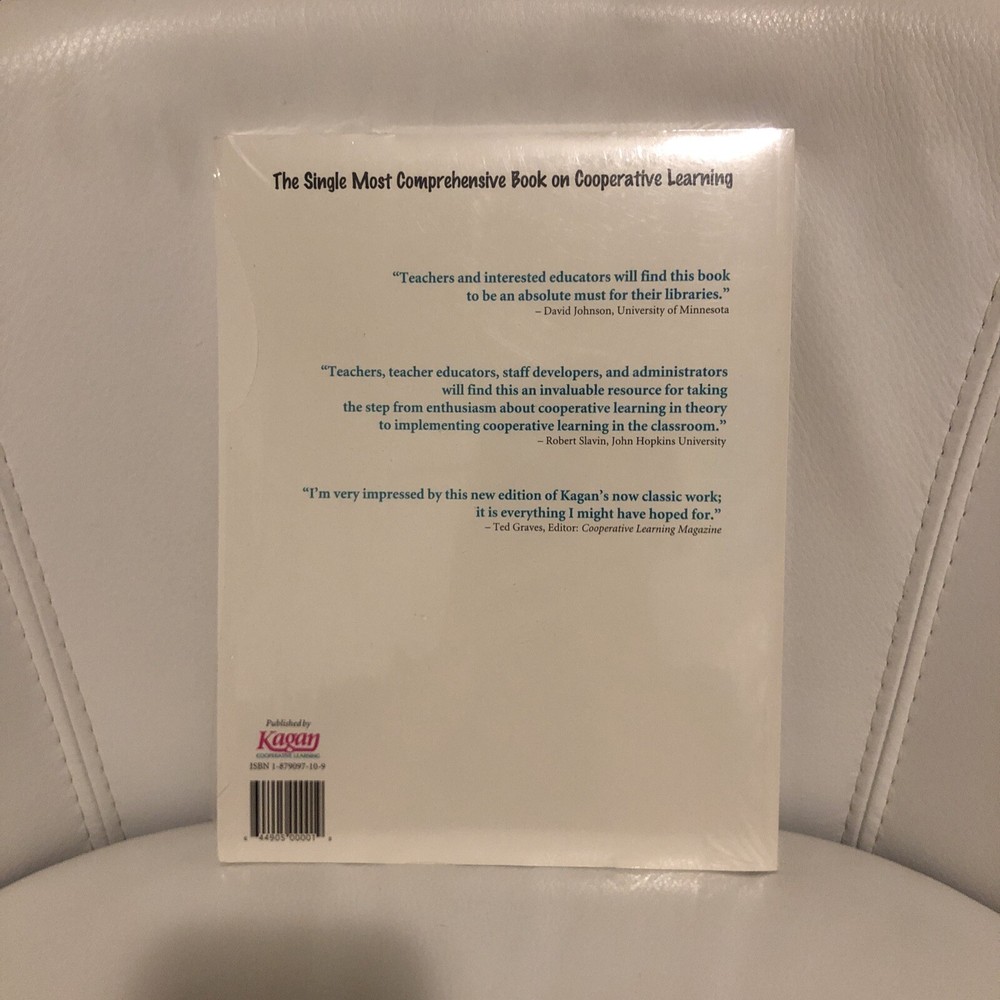 The Single Most Comprehensive Book on Cooperative Learning
“Teachers and interested educators will find this book
to be an absolute must for their libraries.”
– David Johnson, University of Minnesota
“Teachers, teacher educators, staff developers, and administrators
will find this an invaluable resource for taking
the step from enthusiasm about cooperative learning in theory
to implementing cooperative learning in the classroom.”
– Robert Slavin, John Hopkins University
“I’m very impressed by this new edition of Kagan’s now classic work;
it is everything I might have hoped for.”
– Ted Graves, Editor: Cooperative Learning Magazine
Published by
Kagan
COOPERATIVE LEARNING
ISBN 1-879097-10-9
44905 00001